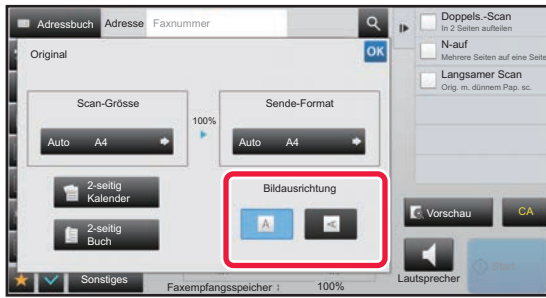 Adressbuch
Adresse
Faxnummer
Original
OK
Scan-Grösse
100%
Sende-Format
Auto A4
Auto A4
2-seitig
Kalender
2-seitig
Buch
Bildausrichtung
A
A
Sonstiges
Faxempfangsspeicher : 100%
Doppels.-Scan
In 2 Seiten aufteilen
N-auf
Mehrere Seiten auf eine Seite
Langsamer Scan
Orig. m. dünnem Pap. sc.
Vorschau
CA
Lautsprecher
Start